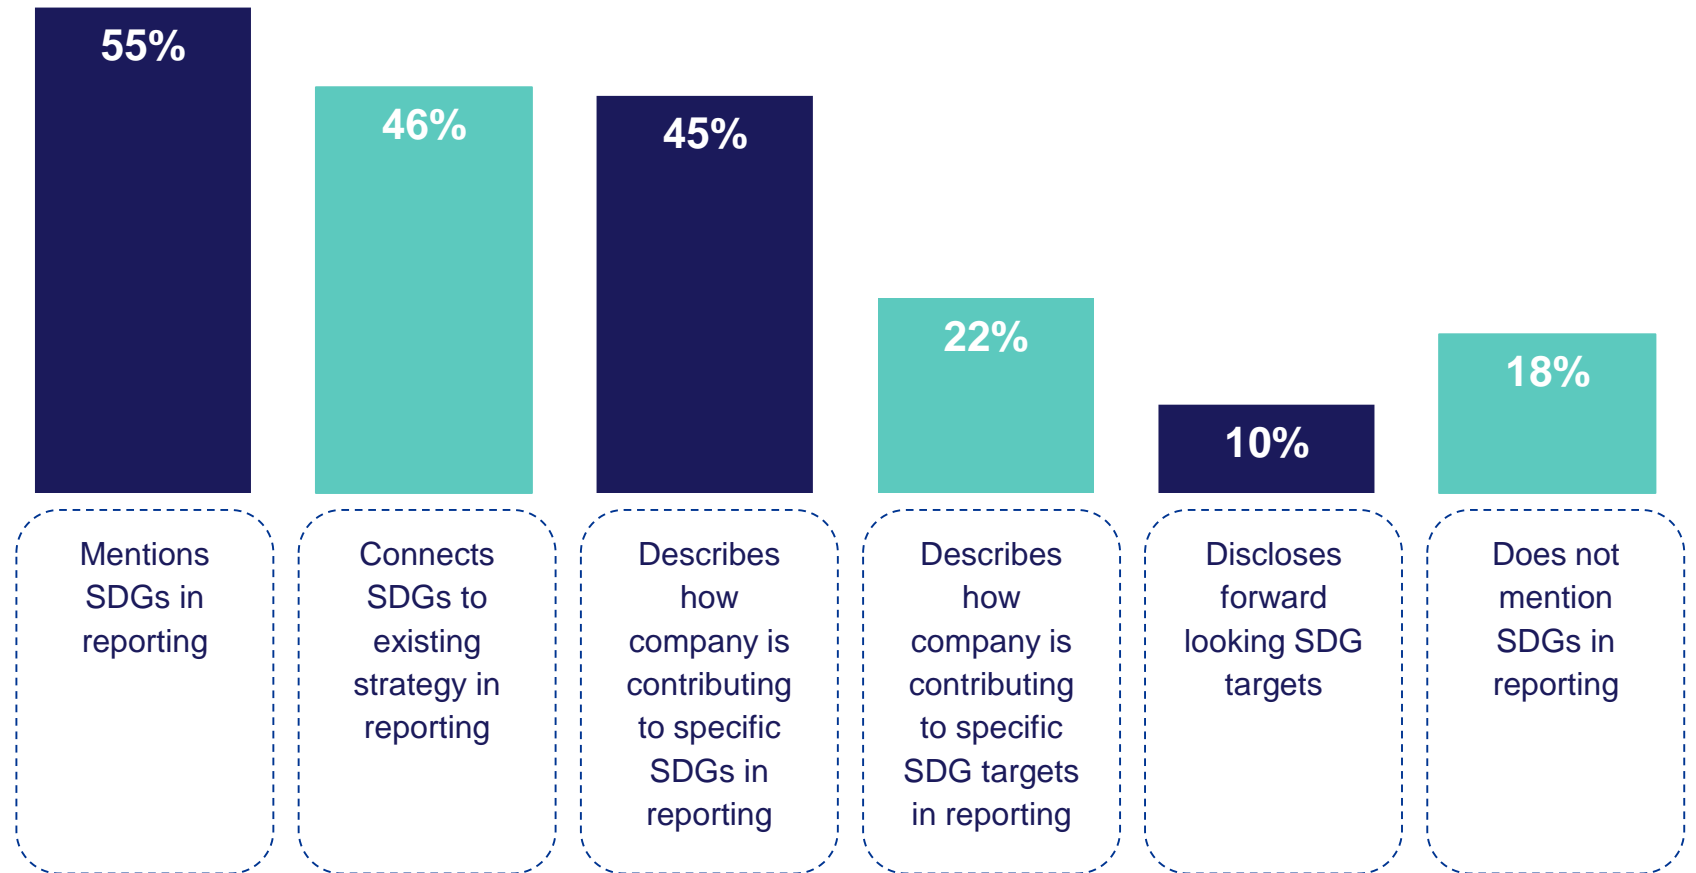 55%
46%
45%
22%
10%
18%
Mentions
SDGs in
reporting
Connects
SDGs to
existing
strategy in
reporting
Describes
how
company is
contributing
to specific
SDGs in
reporting
Describes
how
company is
contributing
to specific
SDG targets
in reporting
Discloses
forward
looking SDG
targets
Does not
mention
SDGs in
reporting